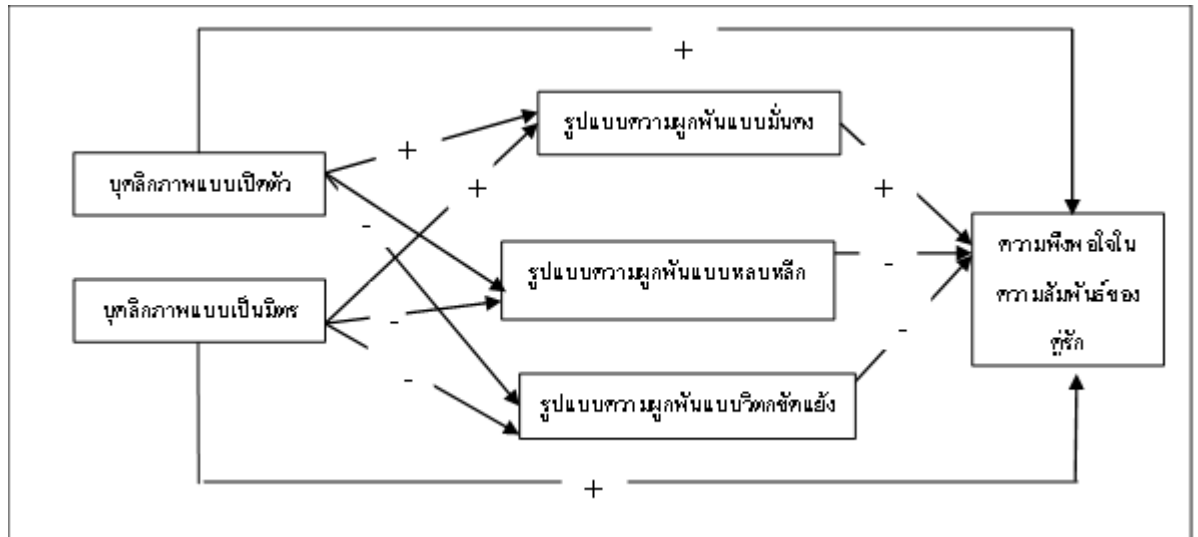 +
รูปแบบความผูกพันแบบมั่นคง
+
บุคลิกภาพแบบเปิดตัว
+
+
-
ความพึงพอใจใน
ความสัมพันธ์ของ
คู่รัก
รูปแบบความผูกพันแบบหลบหลีก
-
บุคลิกภาพแบบเป็นมิตร
-
-
-
รูปแบบความผูกพันแบบวิตกขัดแย้ง
+